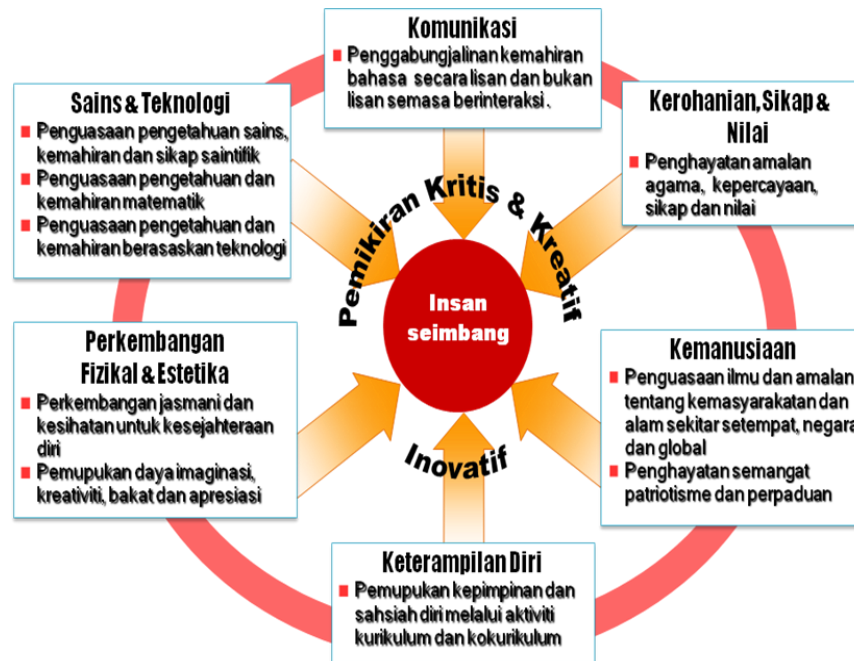 Komunikasi
Penggabungjalinan kemahiran
bahasa secara lisan dan bukan
lisan semasa berinteraksi .
Sains & Teknologi
Penguasaan pengetahuan sains,
kemahiran dan sikap saintifik
Penguasaan pengetahuan dan
kemahiran matematik
Penguasaan pengetahuan dan
kemahiran berasaskan teknologi
Kerohanian, Sikap &
Nilai
Penghayatan amalan
agama, kepercayaan,
sikap dan nilai
Pemikiran Kritis & Kreatif
Insan
seimbang
Inovatif
Perkembangan
Fizikal & Estetika
Perkembangan jasmani dan
kesihatan untuk kesejahteraan
diri
Pemupukan daya imaginasi,
kreativiti, bakat dan apresiasi
Kemanusiaan
Penguasaan ilmu dan amalan
tentang kemasyarakatan dan
alam sekitar setempat, negara
dan global
Penghayatan semangat
patriotisme dan perpaduan
Keterampilan Diri
Pemupukan kepimpinan dan
sahsiah diri melalui aktiviti
kurikulum dan kokurikulum